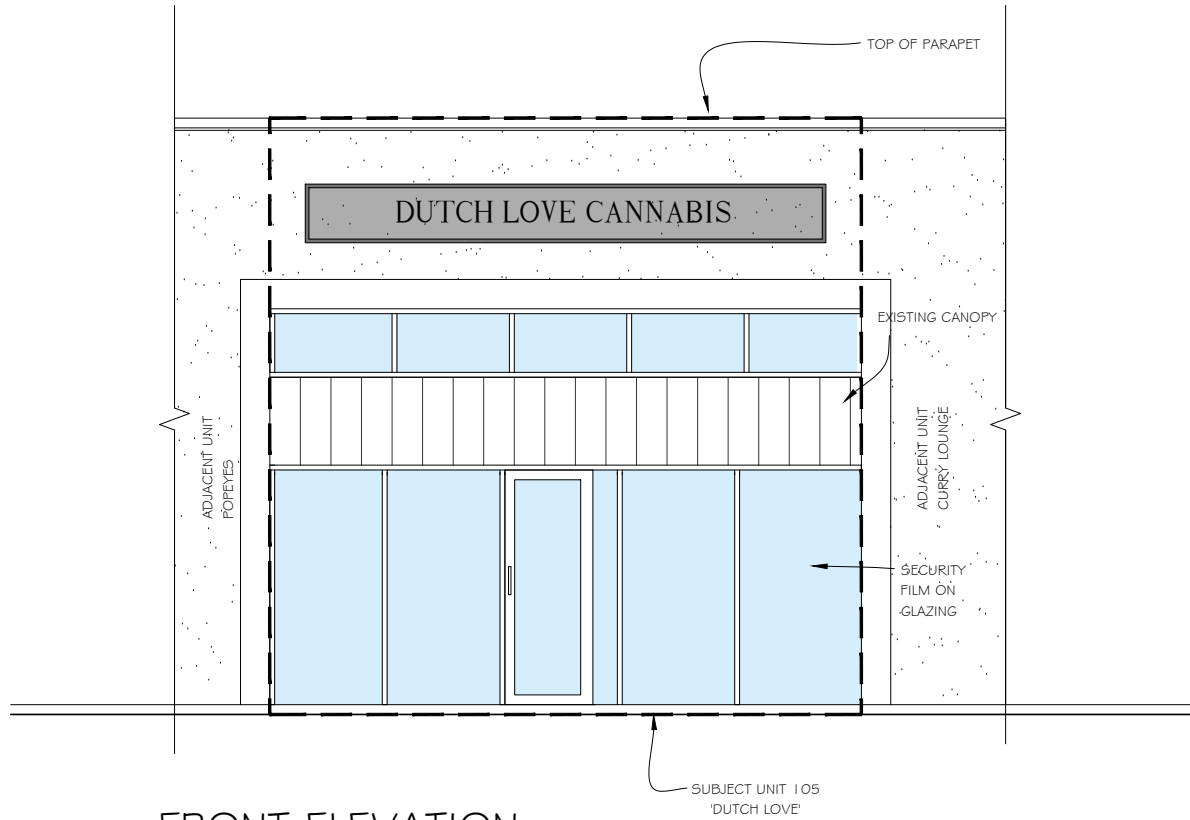 TOP OF PARAPET
DUTCH LOVE CANNABIS
EXISTING CANOPY
ADJACENT UNIT
POPEYES
ADJACENT UNIT
CURRY LOUNGE
SECURITY
FILM ON
GLAZING
SUBJECT UNIT 105
'DUTCH LOVE'
FRONT ELEVATION